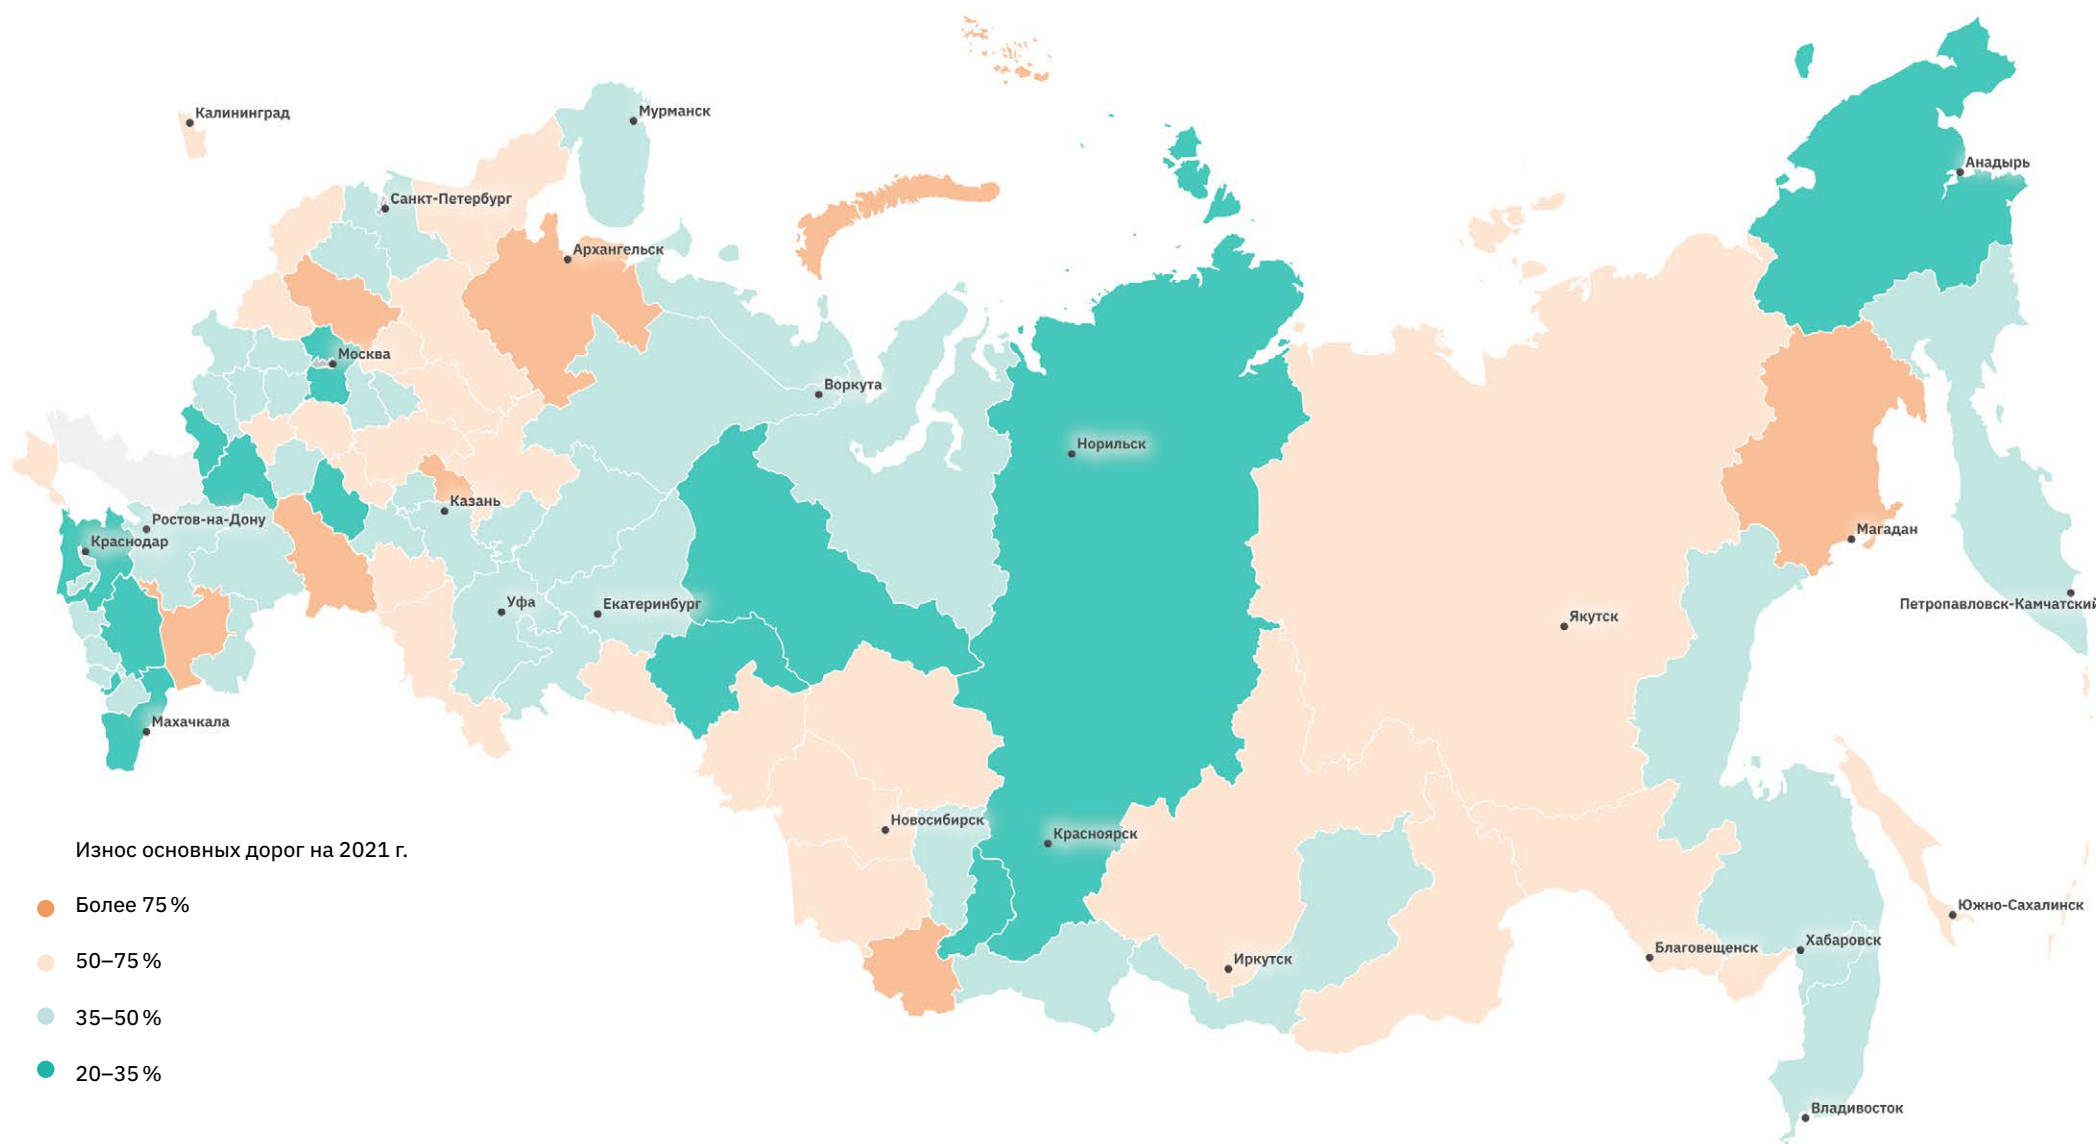 Калининград
Мурманск
Анадырь
Санкт-Петербург
Архангельск
Москва
Воркута
Норильск
Казань
Ростов-на-Дону
Краснодар
Магадан
Уфа
Екатеринбург
Петропавловск-Камчатский
Якутск
Махачкала
Новосибирск
Красноярск
Южно-Сахалинск
Благовещенск
Хабаровск
Иркутск
Владивосток
Износ основных дорог на 2021 г.
Более 75 %
50–75 %
35–50 %
20–35 %